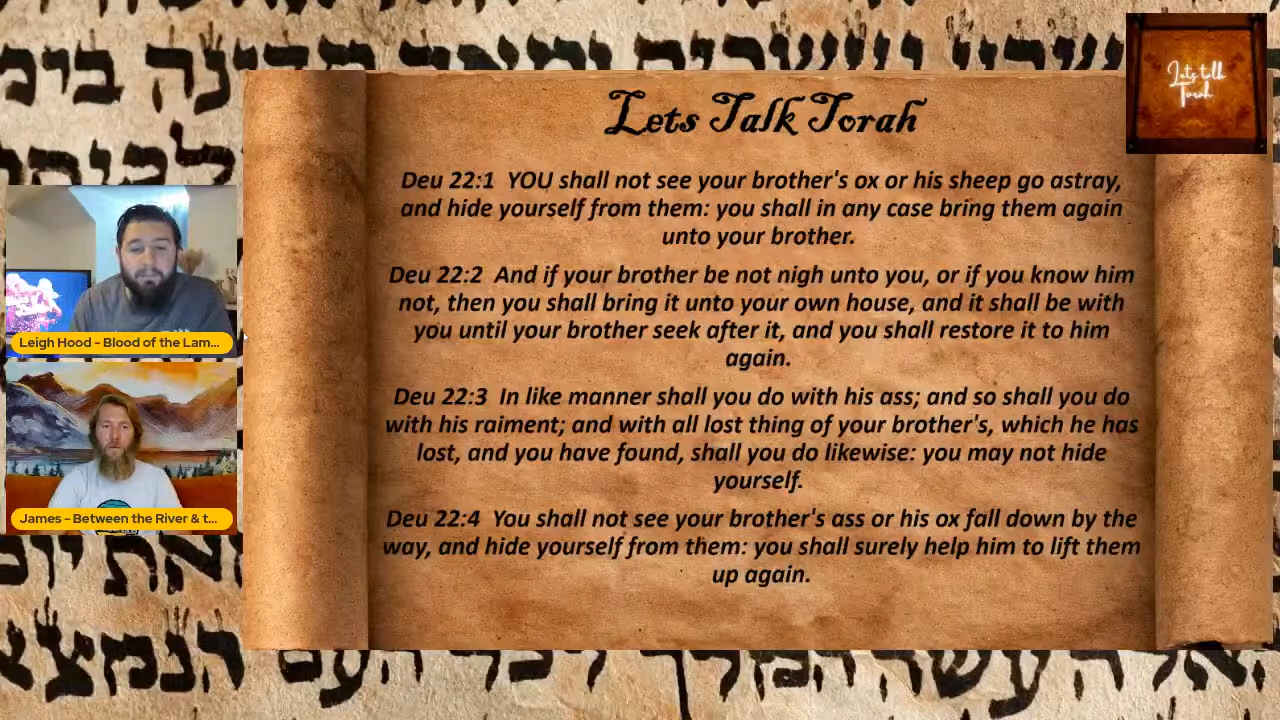 מדינה
Lets Talk Torah
Lets talk
Torah
Deu 22:1 YOU shall not see your brother's ox or his sheep go astray,
and hide yourself from them: you shall in any case bring them again
unto your brother.
Deu 22:2 And if your brother be not nigh unto you, or if you know him
not, then you shall bring it unto your own house, and it shall be with
you until your brother seek after it, and you shall restore it to him
again.
Deu 22:3 In like manner shall you do with his ass; and so shall you do
with his raiment; and with all lost thing of your brother's, which he has
lost, and you have found, shall you do likewise: you may not hide
yourself.
Deu 22:4 You shall not see your brother's ass or his ox fall down by the
way, and hide yourself from them: you shall surely help him to lift them
up again.
Leigh Hood - Blood of the Lam...
James - Between the River & t...
עשה המלך לכל העם הנמצא